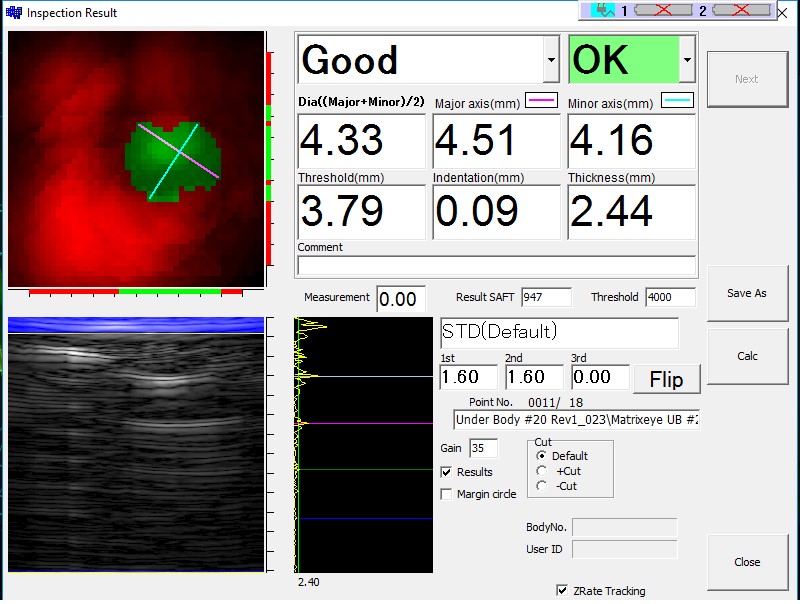 Inspection Result
1 2
Good OK
Next
Dia((Major+Minor)/2) Major axis(mm) Minor axis(mm)
4.33 4.51 4.16
Threshold(mm) Indentation(mm) Thickness(mm)
3.79 0.09 2.44
Comment
Measurement 0.00 Result SAFT 947 Threshold 4000
Save As
STD(Default)
Calc
1st 2nd 3rd
1.60 1.60 0.00 Flip
Point No. 0011/ 18
Under Body #20 Rev1_023\Matrixeye UB #2
Gain 35
Cut
Default
+Cut
-Cut
Results
Margin circle
BodyNo.
User ID
Close
2.40
ZRate Tracking